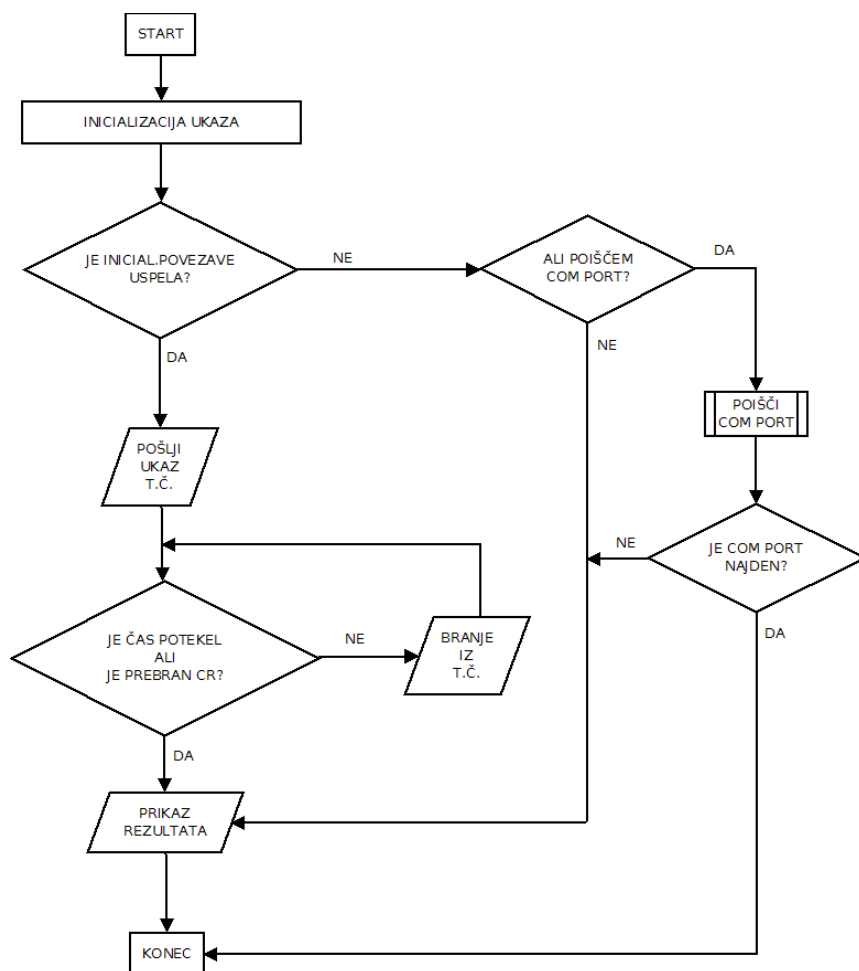 START
INICIALIZACIJA UKAZA
JE INICIAL.POVEZAVE
USPELA?
NE
ALI POIŠČEM
COM PORT?
DA
DA
NE
POIŠČI
COM PORT
POŠLJI
UKAZ
T.Č.
NE
JE COM PORT
NAJDEN?
JE ČAS POTEKEL
ALI
JE PREBRAN CR?
NE
BRANJE
IZ
T.Č.
DA
DA
PRIKAZ
REZULTATA
KONEC